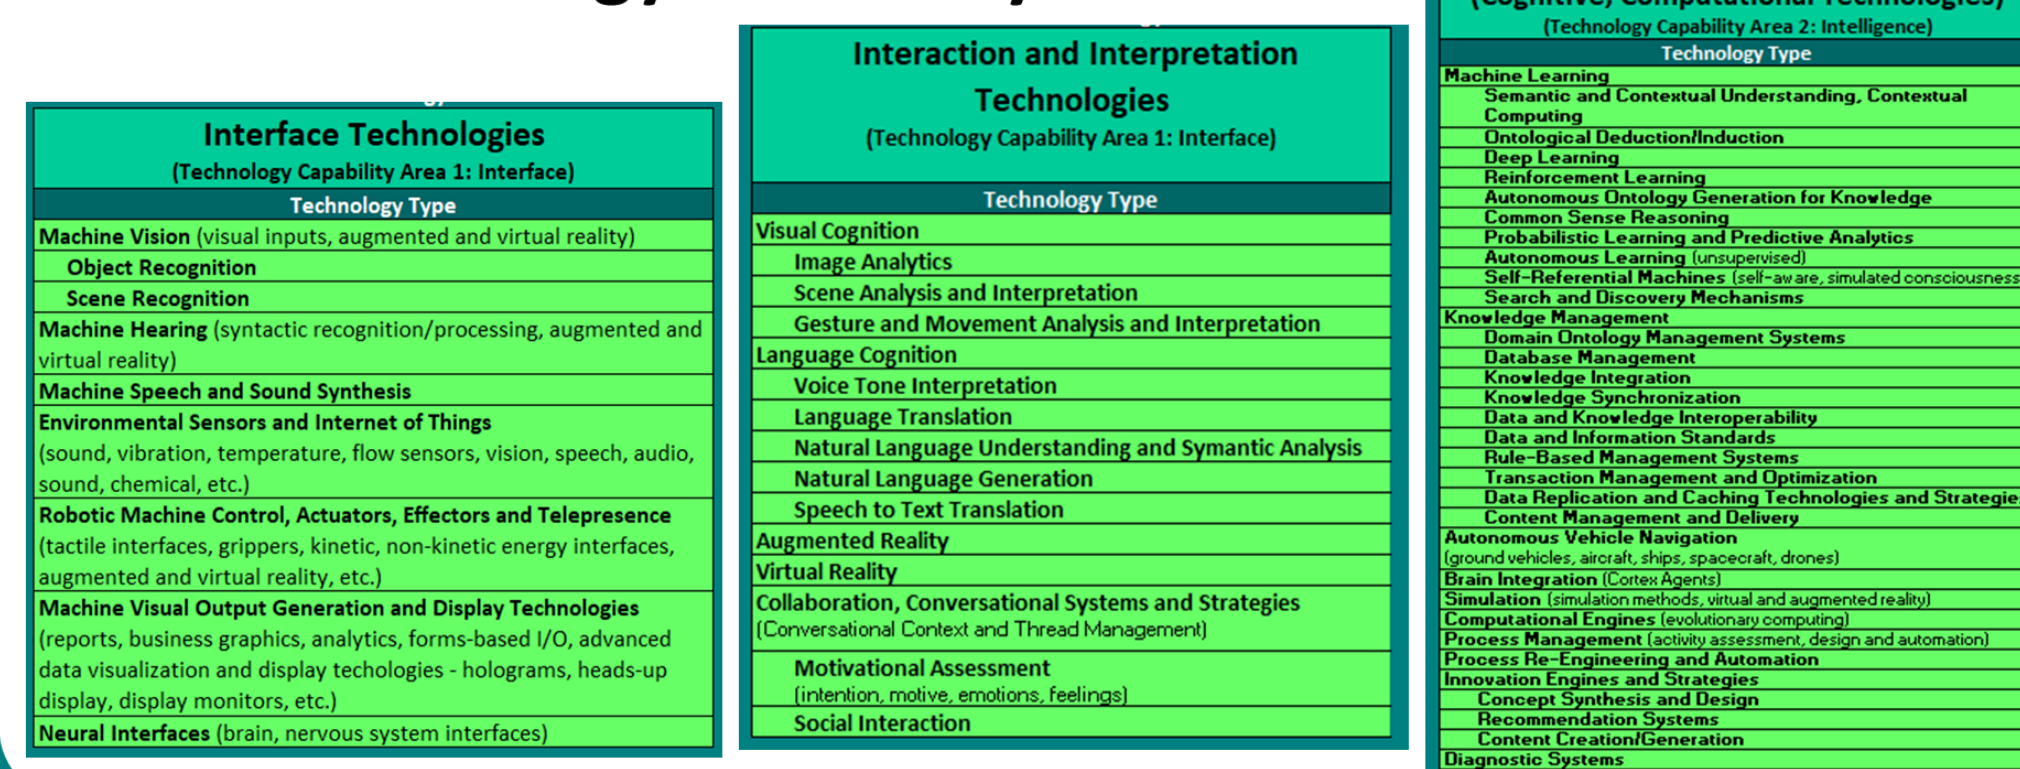 Interface Technologies
(Technology Capability Area 1: Interface)
Technology Type
Machine Vision (visual inputs, augmented and virtual reality)
Object Recognition
Scene Recognition
Machine Hearing (syntactic recognition/processing, augmented and
virtual reality)
Machine Speech and Sound Synthesis
Environmental Sensors and Internet of Things
(sound, vibration, temperature, flow sensors, vision, speech, audio,
sound, chemical, etc.)
Robotic Machine Control, Actuators, Effectors and Telepresence
(tactile interfaces, grippers, kinetic, non-kinetic energy interfaces,
augmented and virtual reality, etc.)
Machine Visual Output Generation and Display Technologies
(reports, business graphics, analytics, forms-based I/O, advanced
data visualization and display techologies - holograms, heads-up
display, display monitors, etc.)
Neural Interfaces (brain, nervous system interfaces)
Interaction and Interpretation
Technologies
(Technology Capability Area 1: Interface)
Technology Type
Visual Cognition
Image Analytics
Scene Analysis and Interpretation
Gesture and Movement Analysis and Interpretation
Language Cognition
Voice Tone Interpretation
Language Translation
Natural Language Understanding and Symantic Analysis
Natural Language Generation
Speech to Text Translation
Augmented Reality
Virtual Reality
Collaboration, Conversational Systems and Strategies
(Conversational Context and Thread Management)
Motivational Assessment
(intention, motive, emotions, feelings)
Social Interaction
(Cognitive, Computational Technologies)
(Technology Capability Area 2: Intelligence)
Technology Type
Machine Learning
Semantic and Contextual Understanding, Contextual
Computing
Ontological Deduction/Induction
Deep Learning
Reinforcement Learning
Autonomous Ontology Generation for Knowledge
Common Sense Reasoning
Probabilistic Learning and Predictive Analytics
Autonomous Learning (unsupervised)
Self-Referential Machines (self-aware, simulated consciousness
Search and Discovery Mechanisms
Knowledge Management
Domain Ontology Management Systems
Database Management
Knowledge Integration
Knowledge Synchronization
Data and Knowledge Interoperability
Data and Information Standards
Rule-Based Management Systems
Transaction Management and Optimization
Data Replication and Caching Technologies and Strategie
Content Management and Delivery
Autonomous Vehicle Navigation
(ground vehicles, aircraft, ships, spacecraft, drones)
Brain Integration (Cortex Agents)
Simulation (simulation methods, virtual and augmented reality)
Computational Engines (evolutionary computing)
Process Management (activity assessment, design and automation)
Process Re-Engineering and Automation
Innovation Engines and Strategies
Concept Synthesis and Design
Recommendation Systems
Content Creation/Generation
Diagnostic Systems